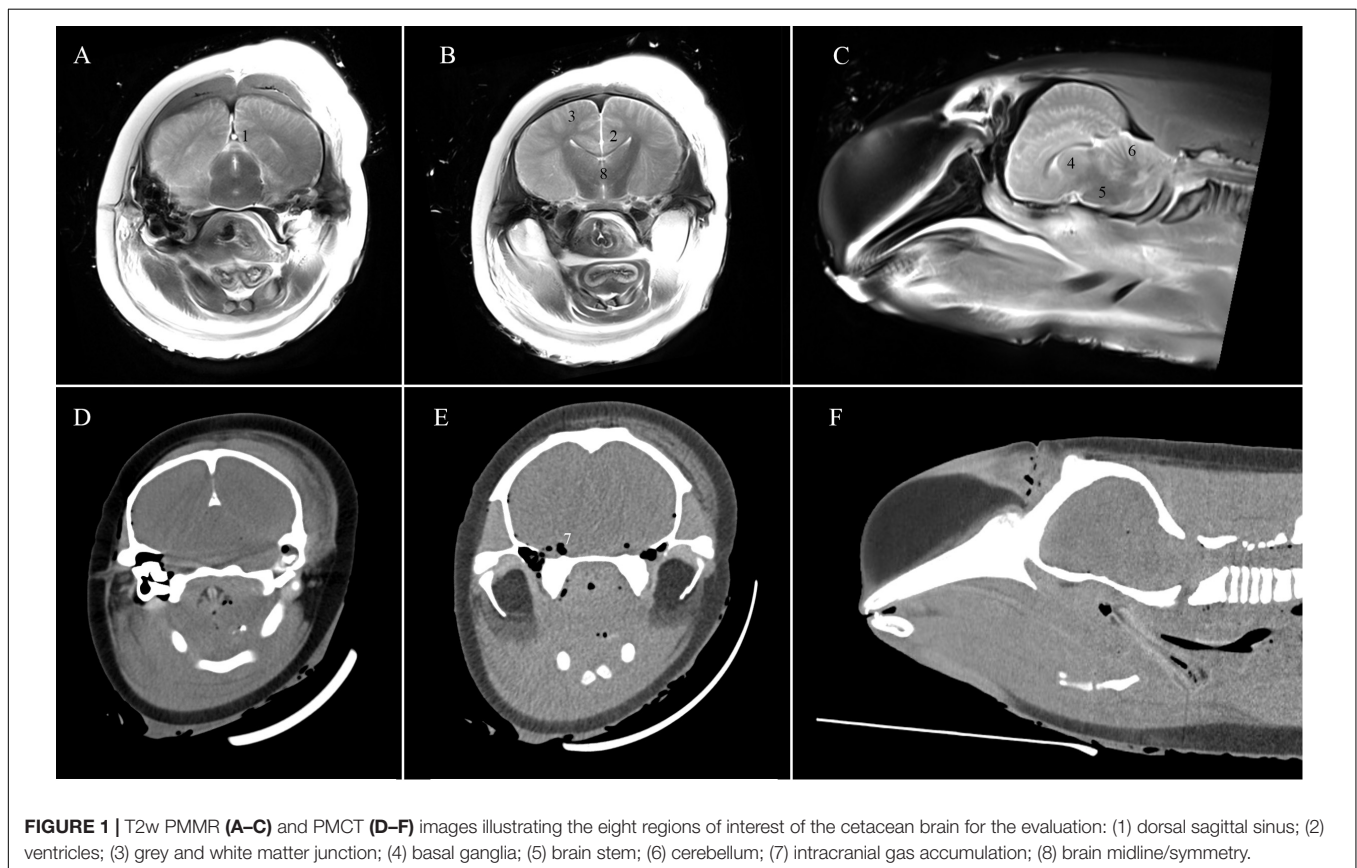 A
B
C
1
3
2
8
4
6
5
D
E
F
7
FIGURE 1 | T2w PMMR (A–C) and PMCT (D–F) images illustrating the eight regions of interest of the cetacean brain for the evaluation: (1) dorsal sagittal sinus; (2)
ventricles; (3) grey and white matter junction; (4) basal ganglia; (5) brain stem; (6) cerebellum; (7) intracranial gas accumulation; (8) brain midline/symmetry.